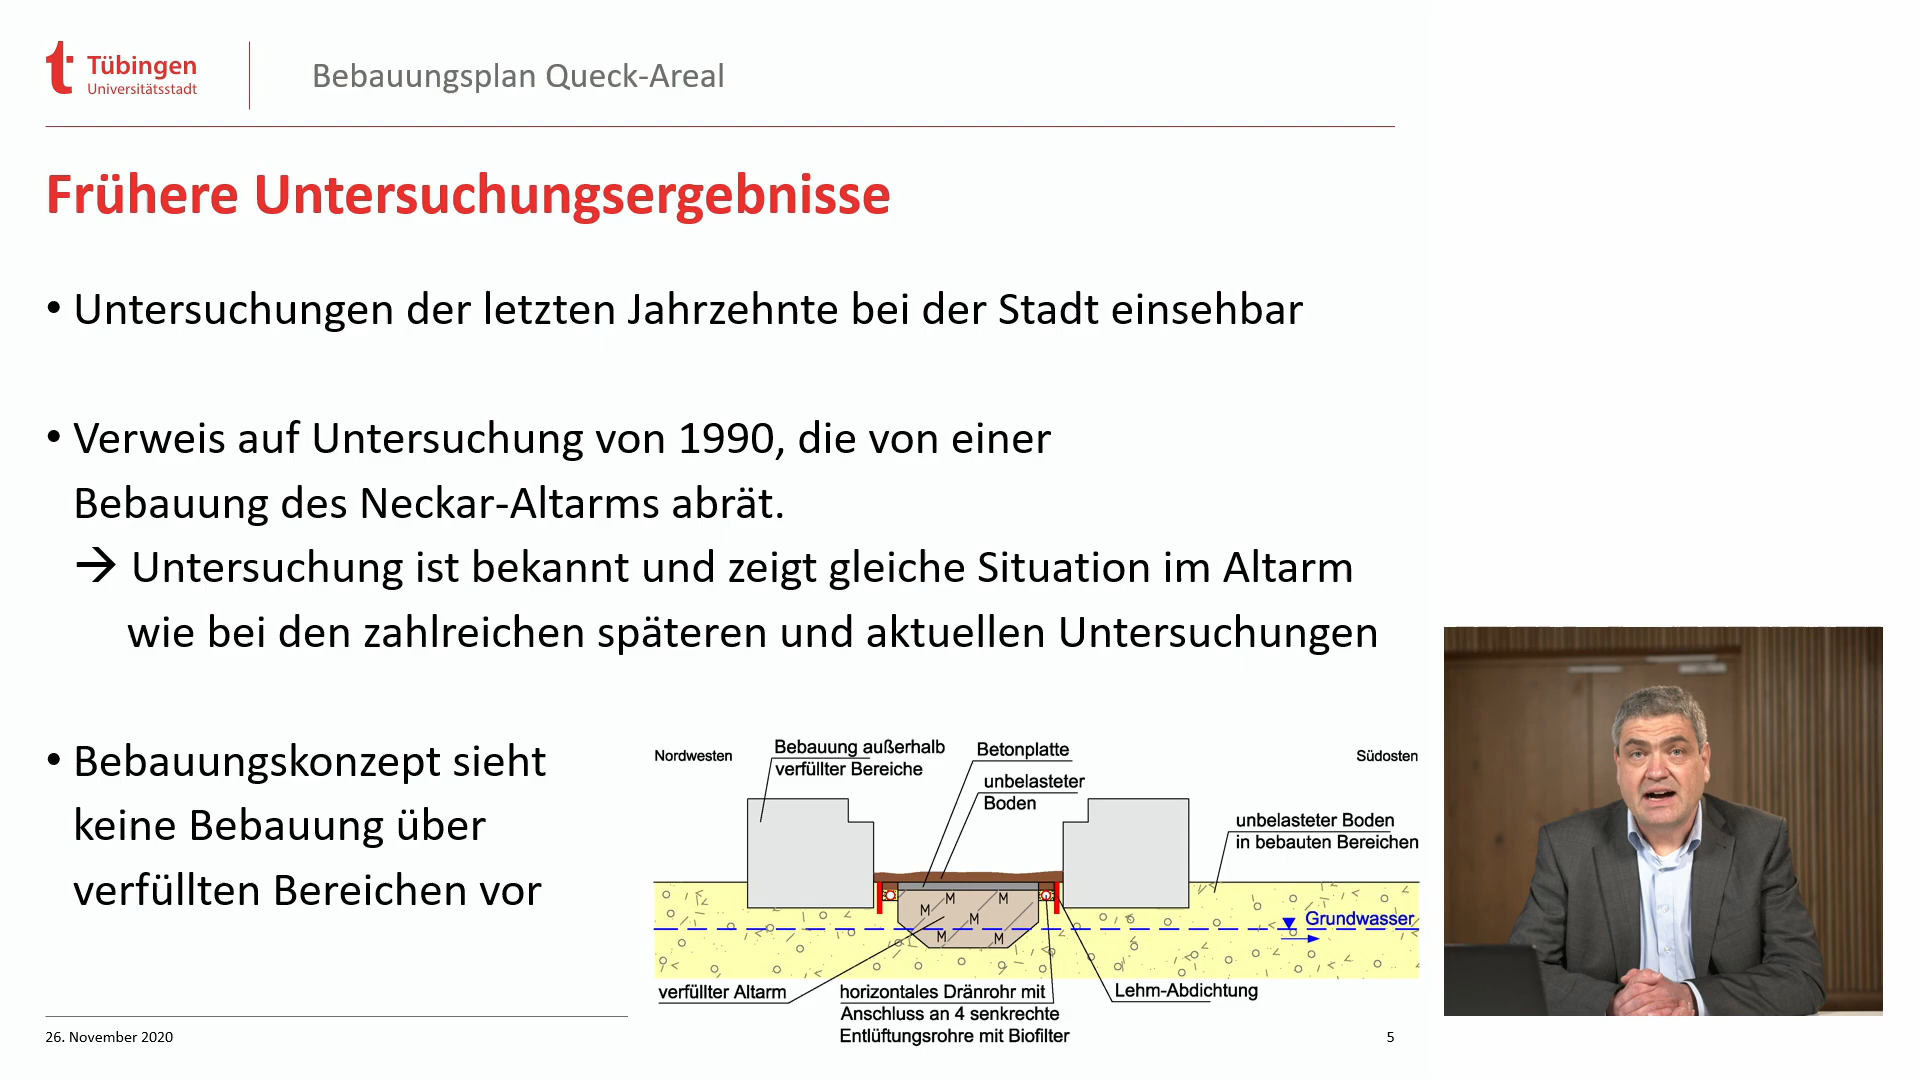 Tübingen
Universitätsstadt
Bebauungsplan Queck-Areal
Frühere Untersuchungsergebnisse
• Untersuchungen der letzten Jahrzehnte bei der Stadt einsehbar
• Verweis auf Untersuchung von 1990, die von einer
Bebauung des Neckar-Altarms abrät.
→ Untersuchung ist bekannt und zeigt gleiche Situation im Altarm
wie bei den zahlreichen späteren und aktuellen Untersuchungen
• Bebauungskonzept sieht
keine Bebauung über
verfüllten Bereichen vor
Nordwesten
Bebauung außerhalb
verfüllter Bereiche
Betonplatte
unbelasteter
Boden
Südosten
unbelasteter Boden
in bebauten Bereichen
M M M M M M
Grundwasser
verfüllter Altarm
horizontales Dränrohr mit
Anschluss an 4 senkrechte
Entlüftungsrohre mit Biofilter
Lehm-Abdichtung
26. November 2020
5